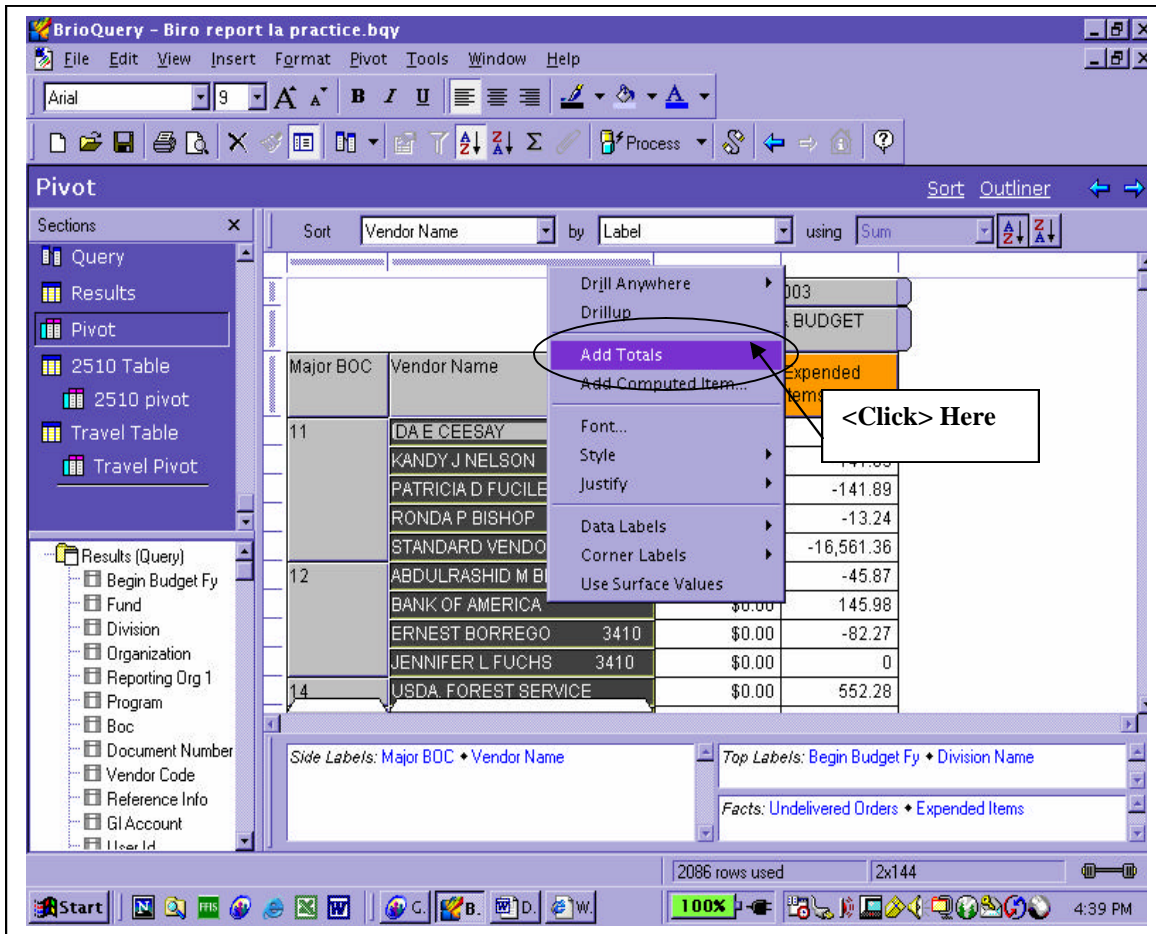 BrioQuery - Biro report la practice.bqy
File Edit View Insert Format Pivot Tools Window Help
Arial 9 A A B I U A
Process
Pivot Sort Outliner
Sections
Query
Results
Pivot
2510 Table
2510 pivot
Travel Table
Travel Pivot
Sort Vendor Name by Label using Sum
003
BUDGET
Major BOC Vendor Name Expended
11 DA E CEESAY
KANDY J NELSON
PATRICIA D FUCILE -141.89
RONDA P BISHOP -13.24
STANDARD VENDO -16,561.36
12 ABDULRASHID M B -45.87
BANK OF AMERICA $0.00 145.98
ERNEST BORREGO 3410 $0.00 -82.27
JENNIFER L FUCHS 3410 $0.00 0
14 USDA. FOREST SERVICE $0.00 552.28
Drill Anywhere
Drillup
Add Totals
Add Computed Item...
Font...
Style
Justify
Data Labels
Corner Labels
Use Surface Values
<Click> Here
Results (Query)
Begin Budget Fy
Fund
Division
Organization
Reporting Org 1
Program
Boc
Document Number
Vendor Code
Reference Info
Gl Account
User Id
Side Labels: Major BOC ♦ Vendor Name
Top Labels: Begin Budget Fy ♦ Division Name
Facts: Undelivered Orders ♦ Expended Items
2086 rows used 2x144
Start N FFIS X W G. B. D. W. 100% 4:39 PM